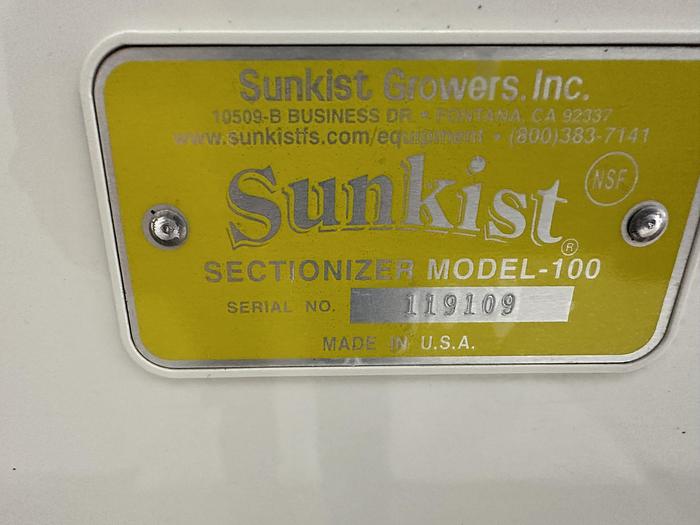 Sunkist Growers, Inc.
10509-B BUSINESS DR. • FONTANA, CA 92337
www.sunkistfs.com/equipment • (800)383-7141
Sunkist®
NSF
SECTIONIZER MODEL-100
SERIAL NO. 119109
MADE IN U.S.A.